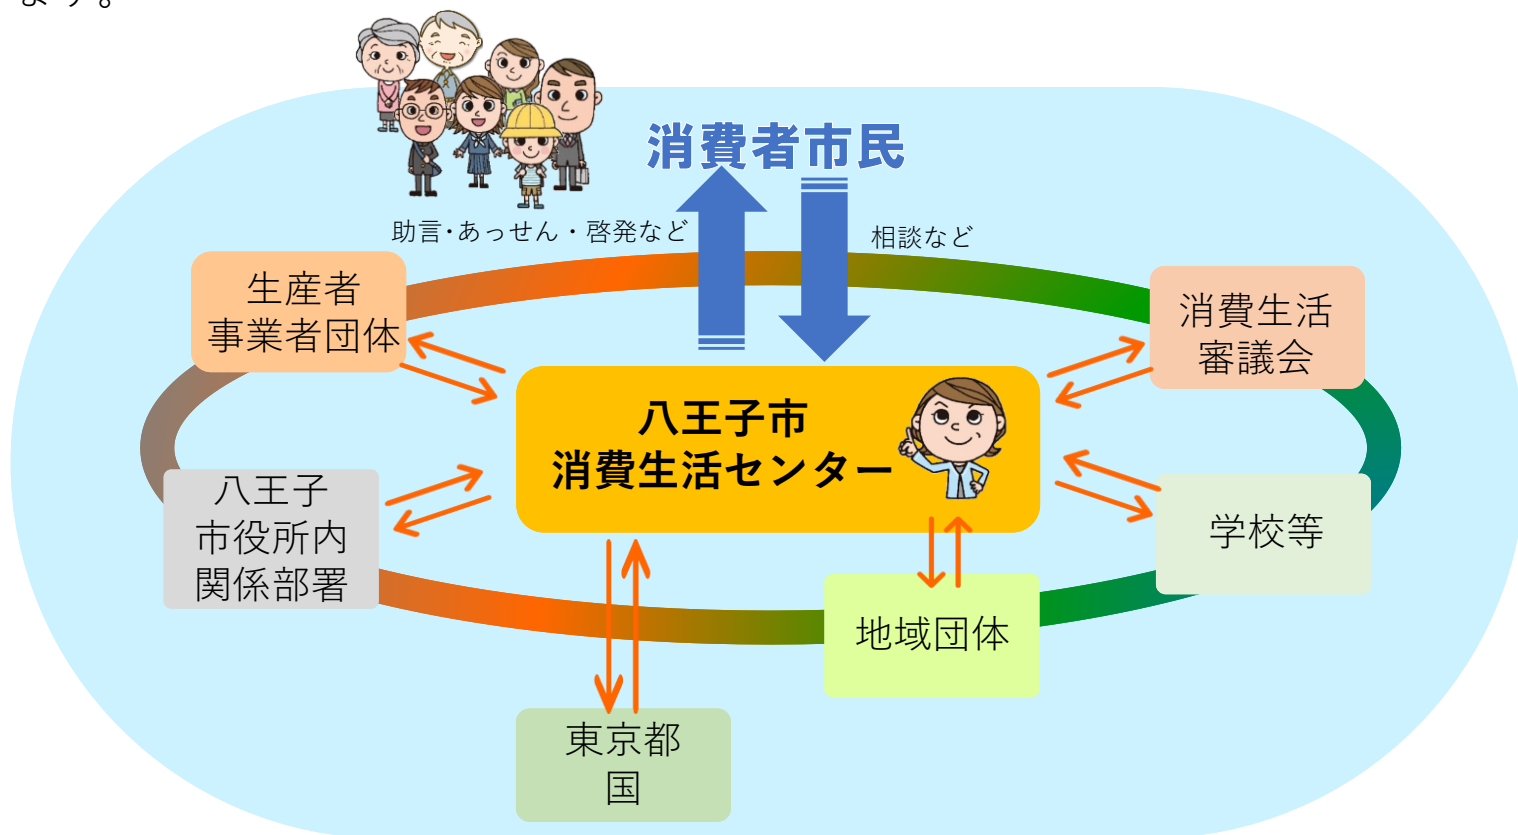 ます。
消費者市民
助言・あっせん・啓発など
相談など
生産者
事業者団体
消費生活
審議会
八王子市
消費生活センター
八王子
市役所内
関係部署
学校等
地域団体
東京都
国